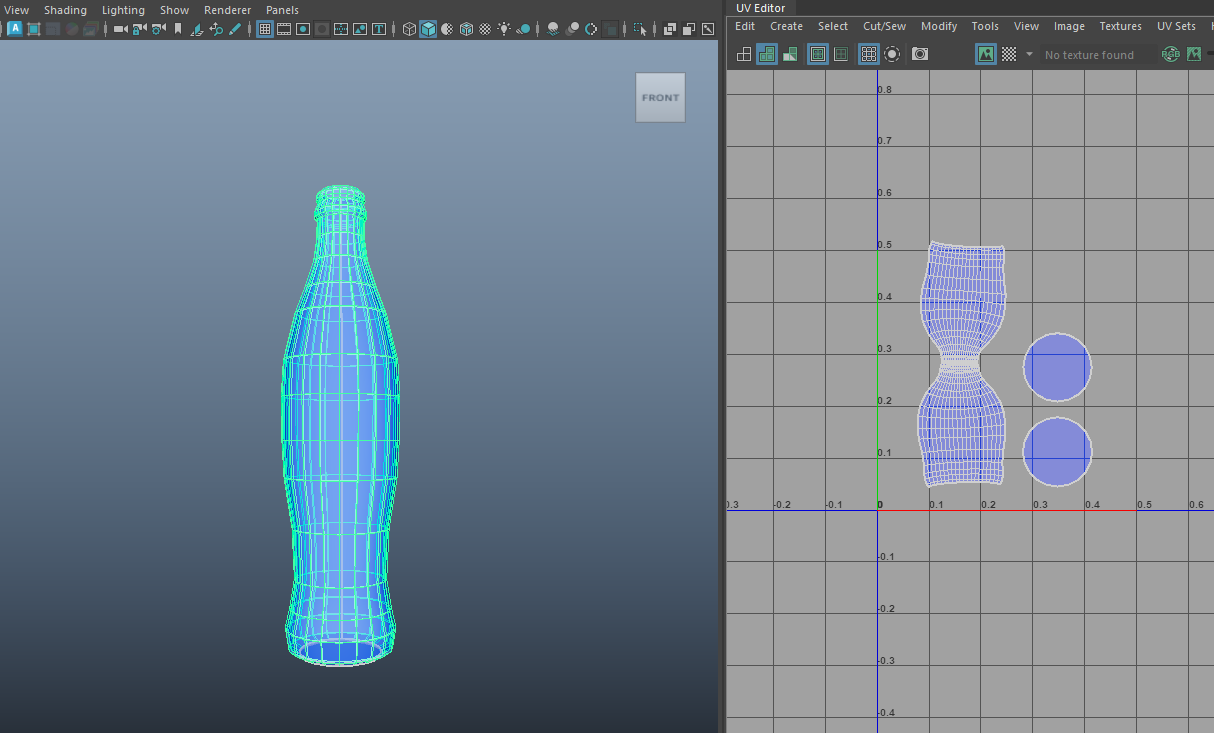 View Shading Lighting Show Renderer Panels
A
T
FRONT
UV Editor
Edit Create Select Cut/Sew Modify Tools View Image Textures UV Sets
No texture found
RGB
0.8
0.7
0.6
0.5
0.4
0.3
0.2
0.1
0.3 -0.2 -0.1 0 0.1 0.2 0.3 0.4 0.5 0.6
-0.1
-0.2
-0.3
-0.4